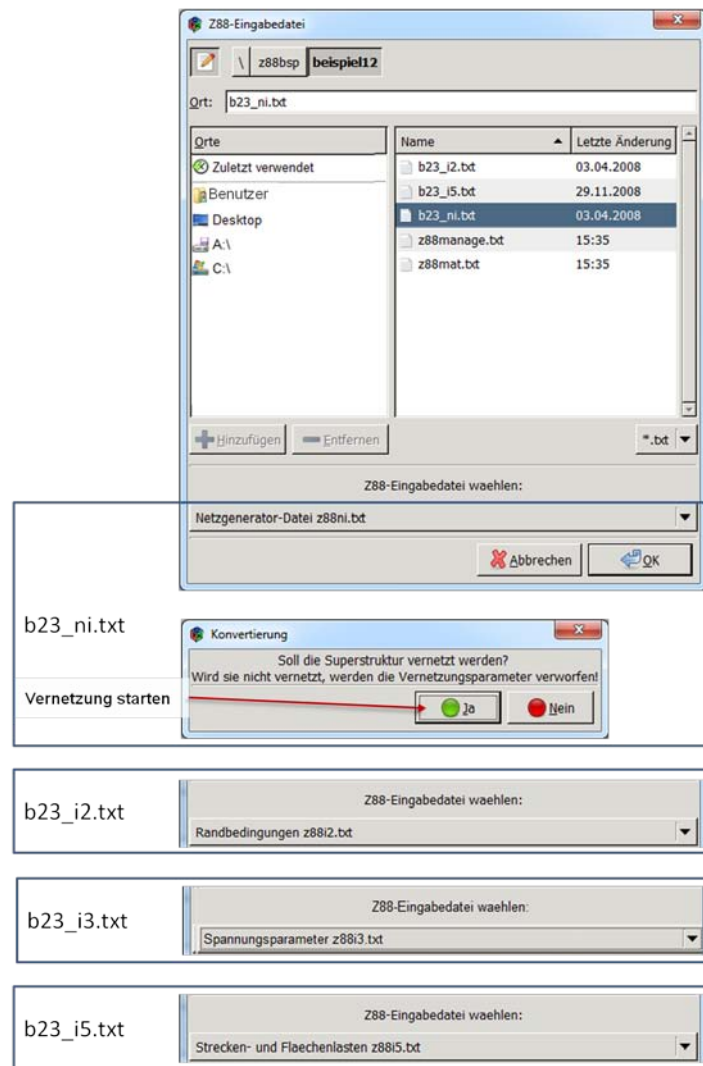 Z88-Eingabedatei
\ z88bsp beispiel12
Ort: b23_ni.txt
Orte
Zuletzt verwendet
Benutzer
Desktop
A:\
C:\
Name Letzte Änderung
b23_i2.txt 03.04.2008
b23_i5.txt 29.11.2008
b23_ni.txt 03.04.2008
z88manage.txt 15:35
z88mat.txt 15:35
Hinzufügen Entfernen *.txt
Z88-Eingabedatei waehlen:
Netzgenerator-Datei z88ni.txt
Abbrechen OK
b23_ni.txt
Konvertierung
Soll die Superstruktur vernetzt werden?
Wird sie nicht vernetzt, werden die Vernetzungsparameter verworfen!
Vernetzung starten
Ja Nein
b23_i2.txt
Z88-Eingabedatei waehlen:
Randbedingungen z88i2.txt
b23_i3.txt
Z88-Eingabedatei waehlen:
Spannungsparameter z88i3.txt
b23_i5.txt
Z88-Eingabedatei waehlen:
Strecken- und Flaechenlasten z88i5.txt